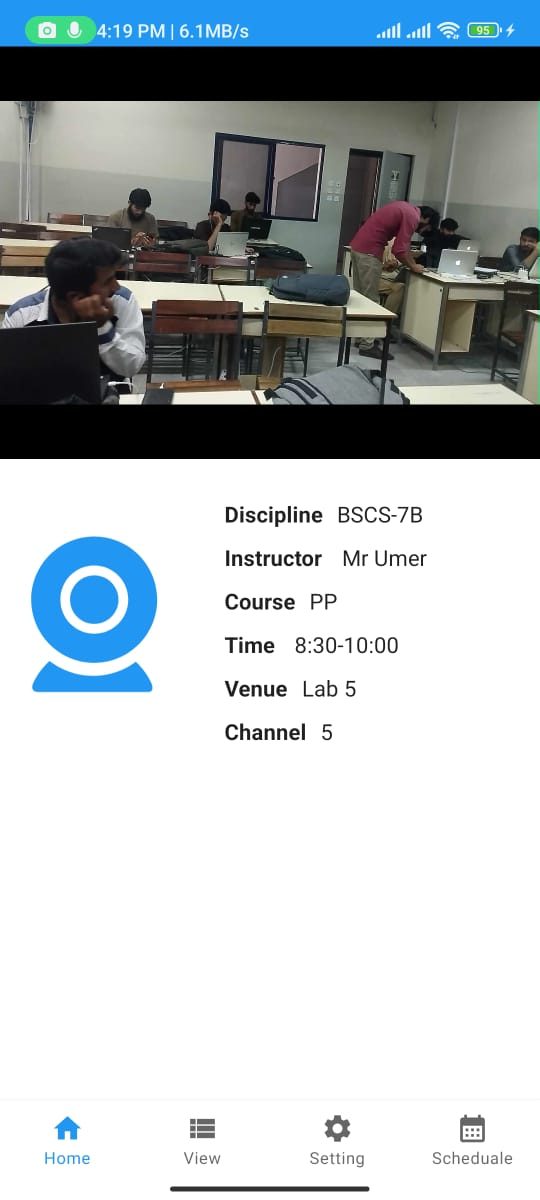 4:19 PM | 6.1MB/s
95
Discipline BSCS-7B
Instructor Mr Umer
Course PP
Time 8:30-10:00
Venue Lab 5
Channel 5
Home View Setting Scheduale